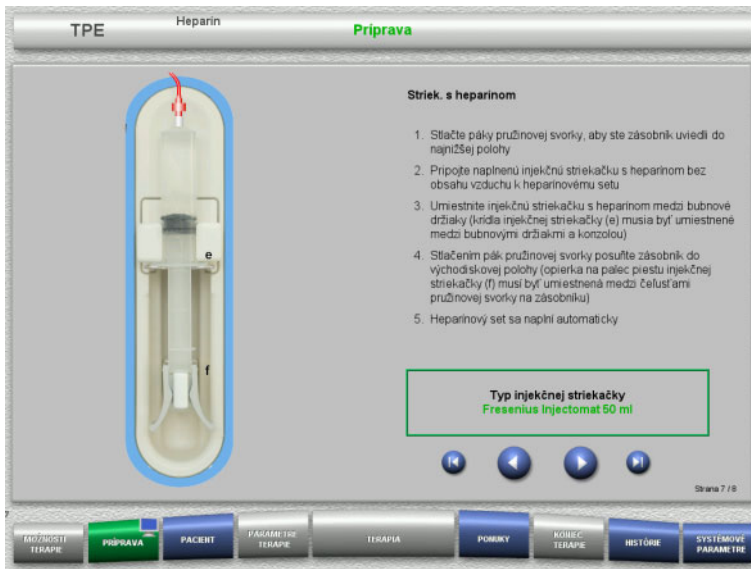 TPE
Heparín
Príprava
Striek. s heparínom
1. Stlačte páky pružinovej svorky, aby ste zásobník uviedli do
najnižšej polohy
2. Pripojte naplnenú injekčnú striekačku s heparínom bez
obsahu vzduchu k heparínovému setu
3. Umiestnite injekčnú striekačku s heparínom medzi bubnové
držiaky (krídla injekčnej striekačky (e) musia byť umiestnené
medzi bubnovými držiakmi a konzolou)
4. Stlačením pák pružinovej svorky posuňte zásobník do
východiskovej polohy (opierka na palec piestu injekčnej
striekačky (f) musí byť umiestnená medzi čeľusťami
pružinovej svorky na zásobníku)
5. Heparínový set sa naplní automaticky
e
f
Typ injekčnej striekačky
Fresenius Injectomat 50 ml
Strana 7 / 8
MOŽNOSTI
TERAPIE
PRÍPRAVA
PACIENT
PARAMETRE
TERAPIE
TERAPIA
PONUKY
KONIEC
TERAPIE
HISTÓRIE
SYSTÉMOVÉ
PARAMETRE